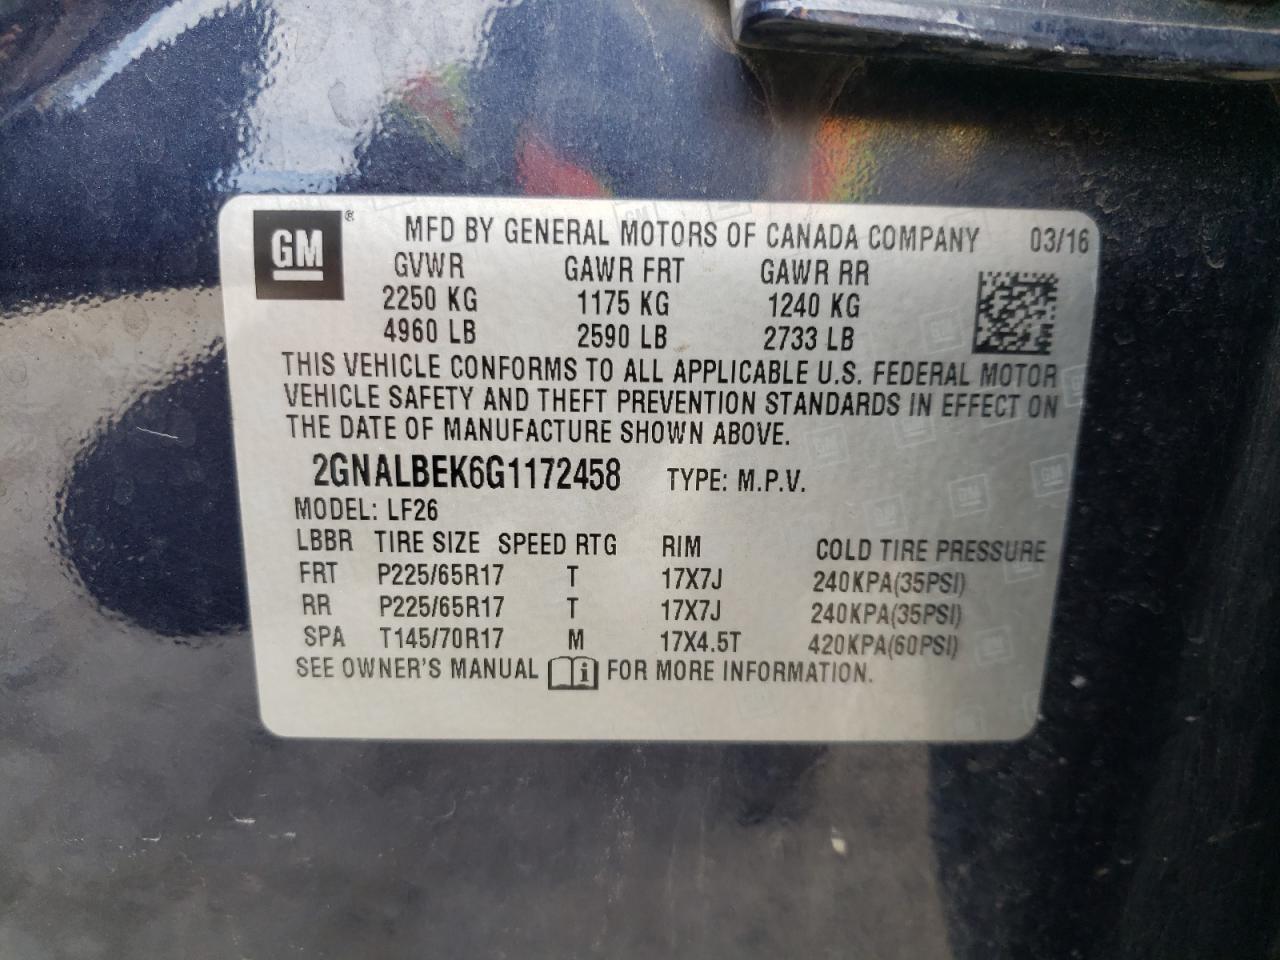 GM ® MFD BY GENERAL MOTORS OF CANADA COMPANY 03/16
GVWR GAWR FRT GAWR RR
2250 KG 1175 KG 1240 KG
4960 LB 2590 LB 2733 LB
THIS VEHICLE CONFORMS TO ALL APPLICABLE U.S. FEDERAL MOTOR
VEHICLE SAFETY AND THEFT PREVENTION STANDARDS IN EFFECT ON
THE DATE OF MANUFACTURE SHOWN ABOVE.
2GNALBEK6G1172458 TYPE: M.P.V.
MODEL: LF26
LBBR TIRE SIZE SPEED RTG RIM COLD TIRE PRESSURE
FRT P225/65R17 T 17X7J 240KPA(35PSI)
RR P225/65R17 T 17X7J 240KPA(35PSI)
SPA T145/70R17 M 17X4.5T 420KPA(60PSI)
SEE OWNER'S MANUAL i FOR MORE INFORMATION.